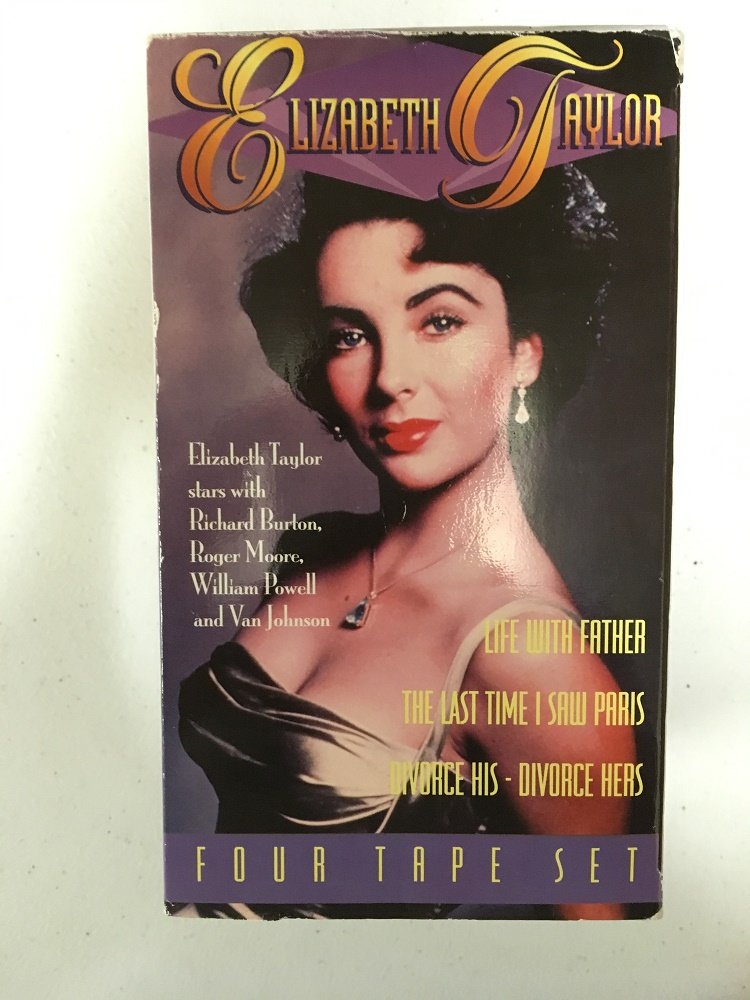 Elizabeth Taylor
Elizabeth Taylor
stars with
Richard Burton,
Roger Moore,
William Powell
and Van Johnson
LIFE WITH FATHER
THE LAST TIME I SAW PARIS
DIVORCE HIS - DIVORCE HERS
FOUR TAPE SET